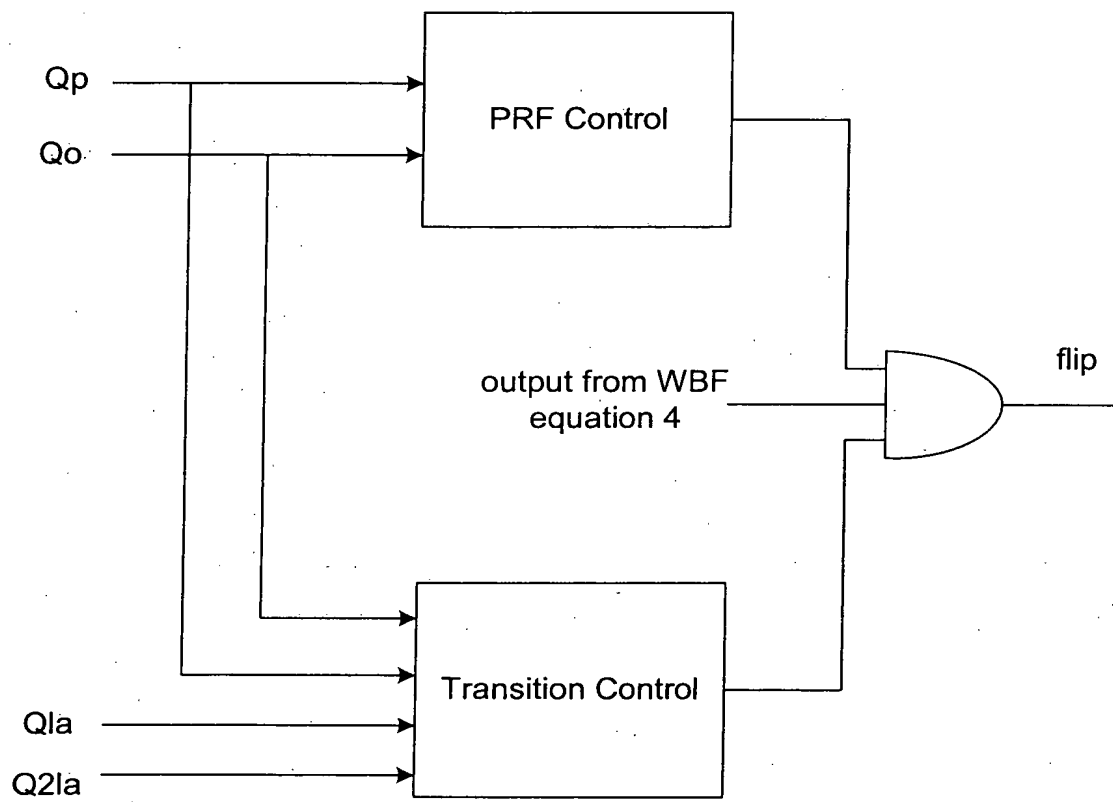 Qp
PRF Control
Qo
flip
output from WBF
equation 4
Transition Control
Qla
Q2la